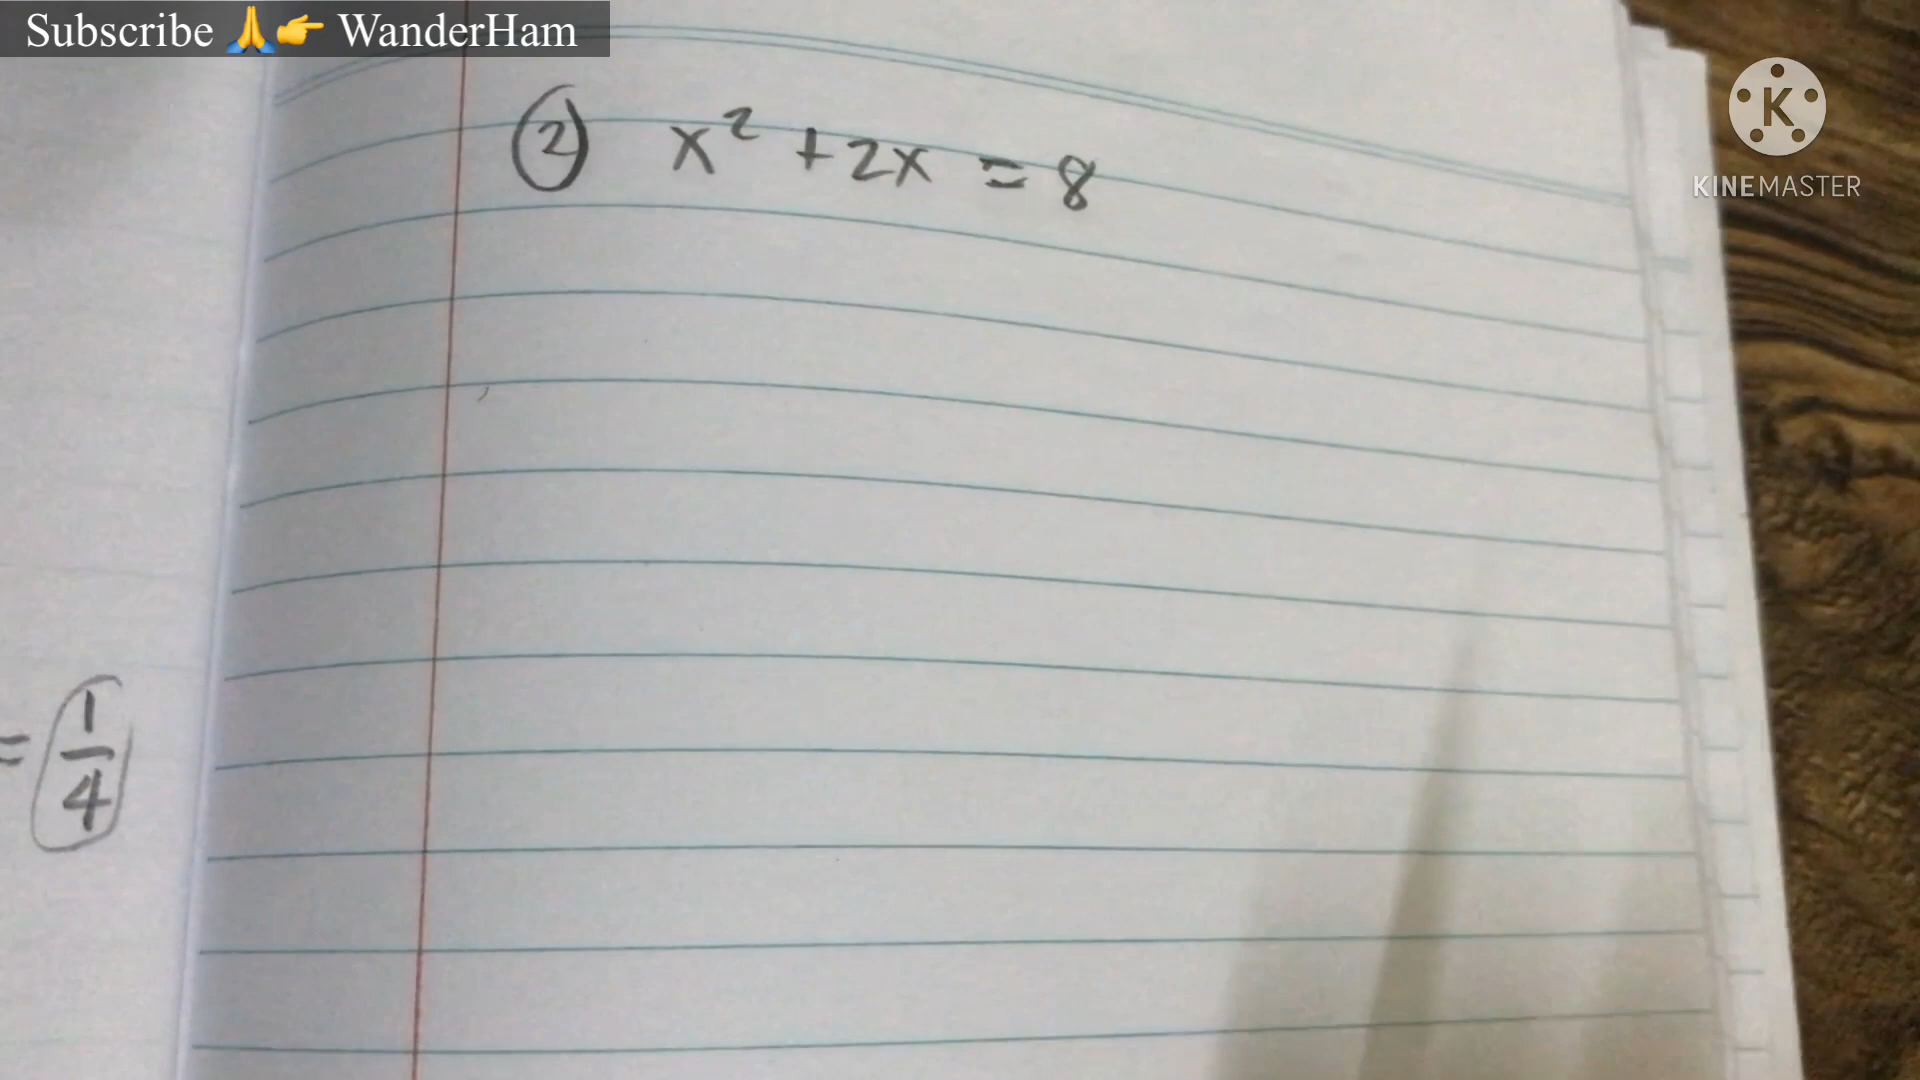 Subscribe 🙏👉 WanderHam
② x² + 2x = 8
KINEMASTER
= 1/4